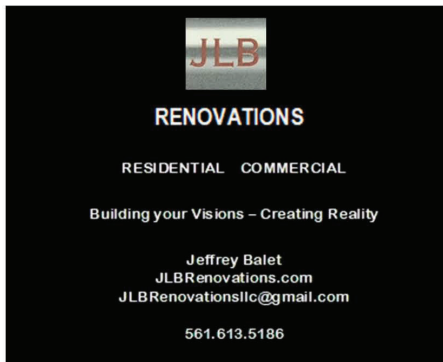 JLB
RENOVATIONS
RESIDENTIAL COMMERCIAL
Building your Visions – Creating Reality
Jeffrey Balet
JLBRenovations.com
JLBRenovationsllc@gmail.com
561.613.5186